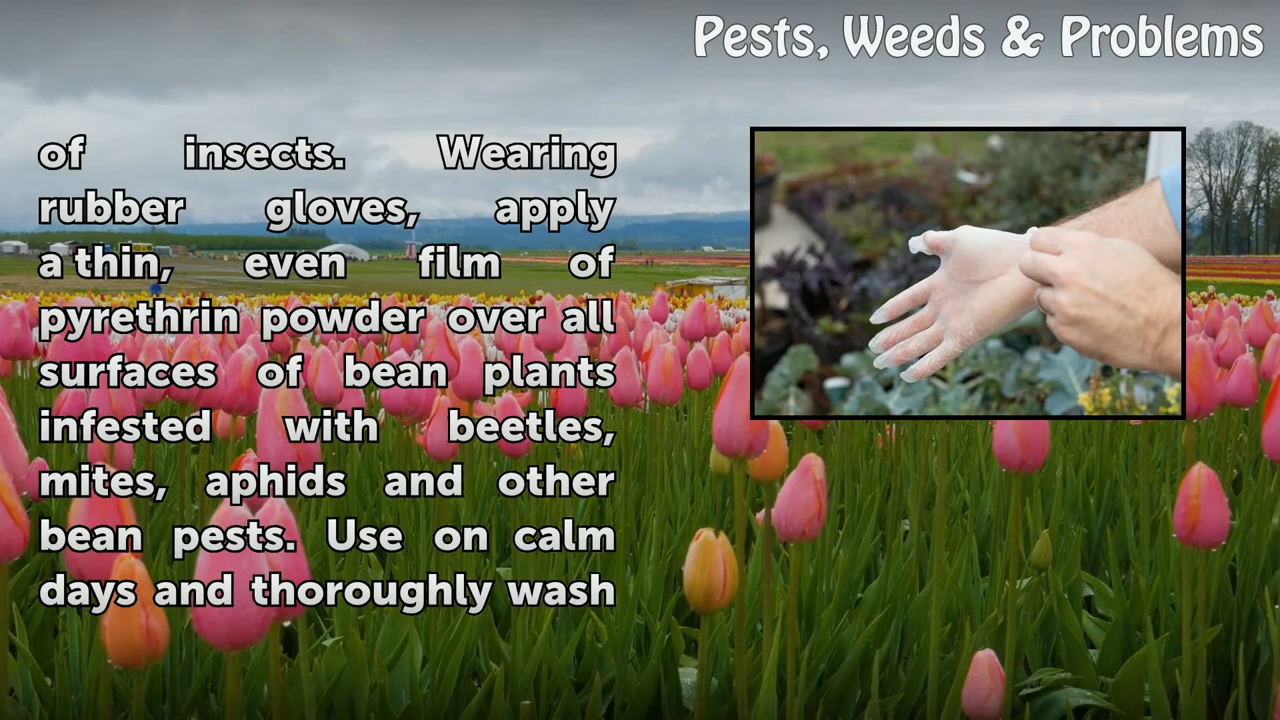 Pests, Weeds & Problems
of insects. Wearing
rubber gloves, apply
a thin, even film of
pyrethrin powder over all
surfaces of bean plants
infested with beetles,
mites, aphids and other
bean pests. Use on calm
days and thoroughly wash